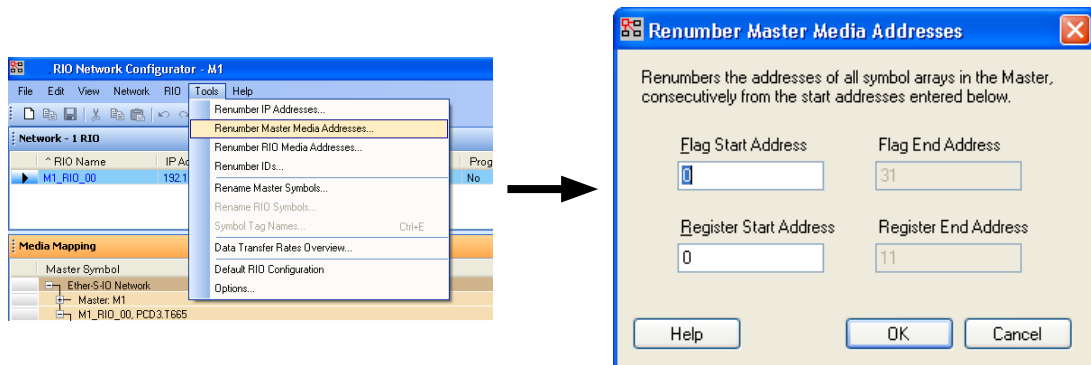 RIO Network Configurator - M1
File Edit View Network RIO Tools Help
Network - 1 RIO
^ RIO Name IP Ad Prog
M1_RIO_00 192.1 No
Renumber IP Addresses...
Renumber Master Media Addresses...
Renumber RIO Media Addresses...
Renumber IDs...
Rename Master Symbols...
Rename RIO Symbols...
Symbol Tag Names... Ctrl+E
Data Transfer Rates Overview...
Default RIO Configuration
Options...
Media Mapping
Master Symbol
Ether-S-IO Network
Master: M1
M1_RIO_00, PCD3.T665
Renumber Master Media Addresses
Renumbers the addresses of all symbol arrays in the Master,
consecutively from the start addresses entered below.
Flag Start Address Flag End Address
0 31
Register Start Address Register End Address
0 11
Help OK Cancel